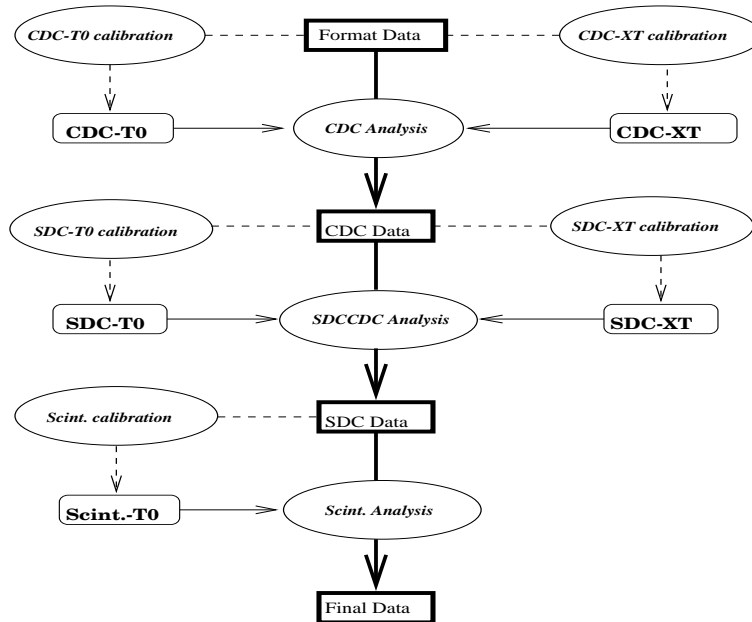 CDC-T0 calibration
Format Data
CDC-XT calibration
CDC-T0
CDC Analysis
CDC-XT
SDC-T0 calibration
CDC Data
SDC-XT calibration
SDC-T0
SDCCDC Analysis
SDC-XT
Scint. calibration
SDC Data
Scint.-T0
Scint. Analysis
Final Data